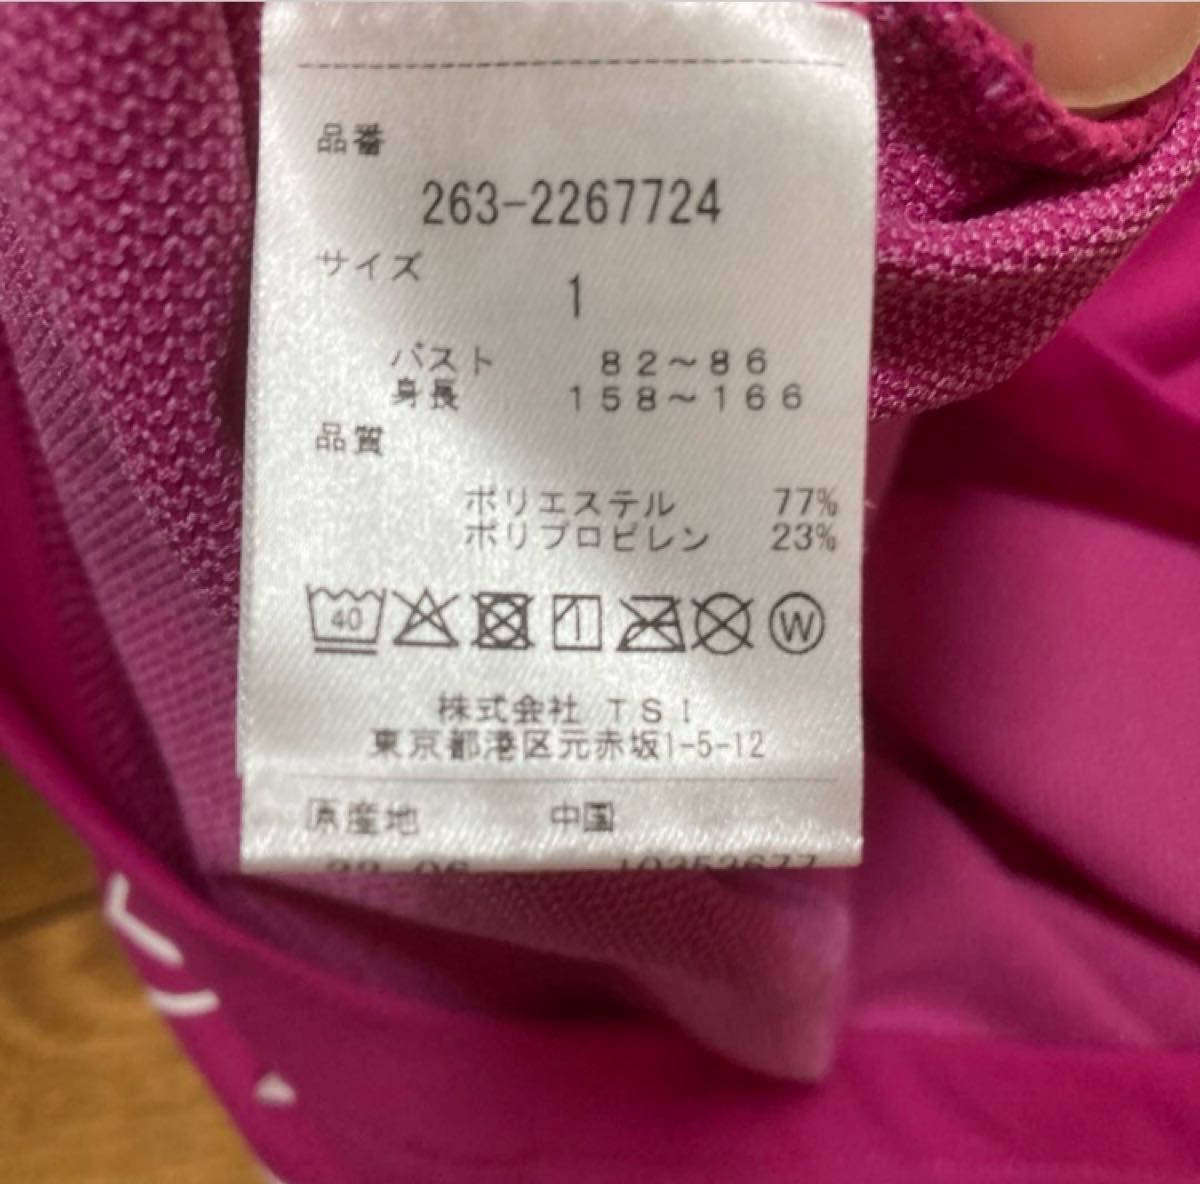 品番
263-2267724
サイズ
1
バスト 82〜86
身長 158〜166
品質
ポリエステル 77%
ポリプロピレン 23%
40 W
株式会社 TSI
東京都港区元赤坂1-5-12
原産地 中国